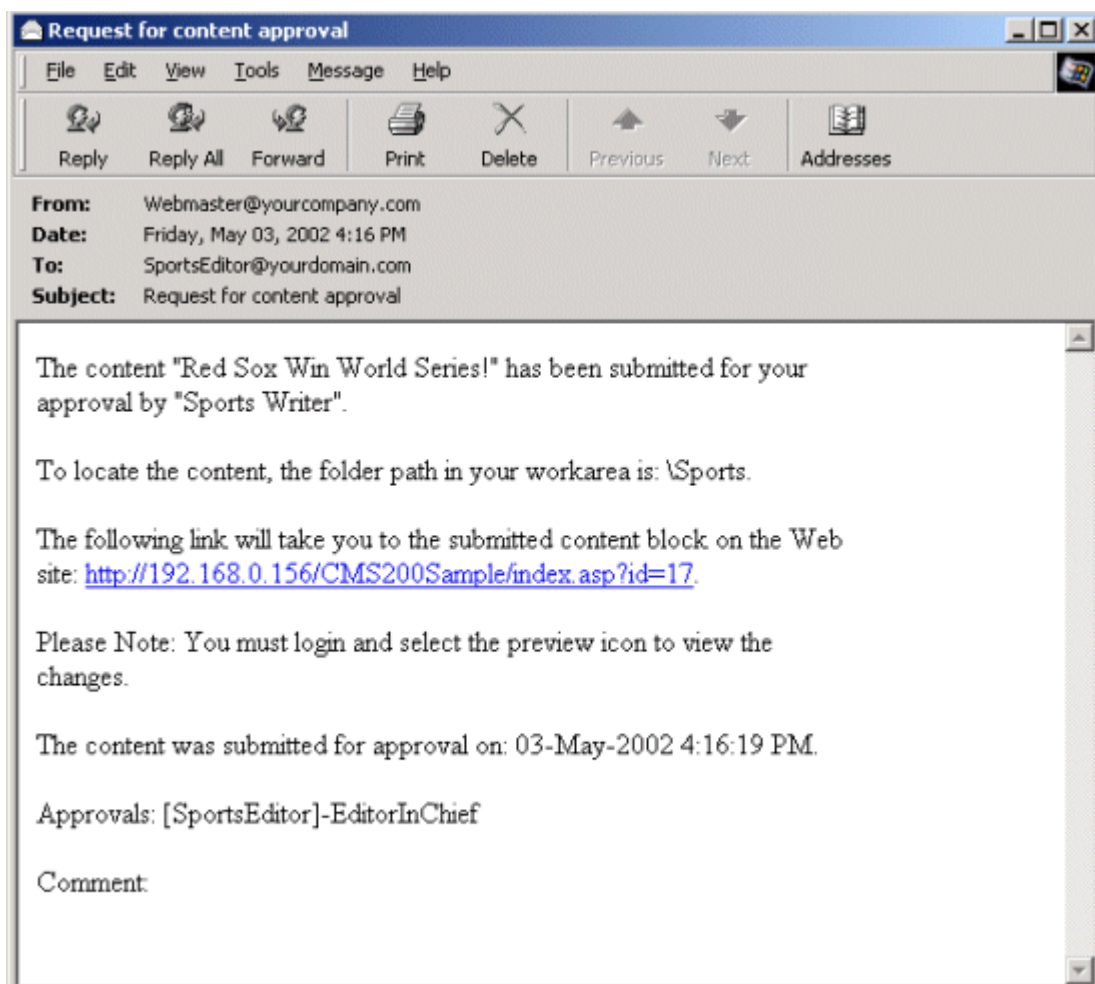 Request for content approval
File Edit View Tools Message Help
Reply Reply All Forward Print Delete Previous Next Addresses
From: Webmaster@yourcompany.com
Date: Friday, May 03, 2002 4:16 PM
To: SportsEditor@yourdomain.com
Subject: Request for content approval
The content "Red Sox Win World Series!" has been submitted for your
approval by "Sports Writer".
To locate the content, the folder path in your workarea is: \Sports.
The following link will take you to the submitted content block on the Web
site: http://192.168.0.156/CMS200Sample/index.asp?id=17.
Please Note: You must login and select the preview icon to view the
changes.
The content was submitted for approval on: 03-May-2002 4:16:19 PM.
Approvals: [SportsEditor]-EditorInChief
Comment: